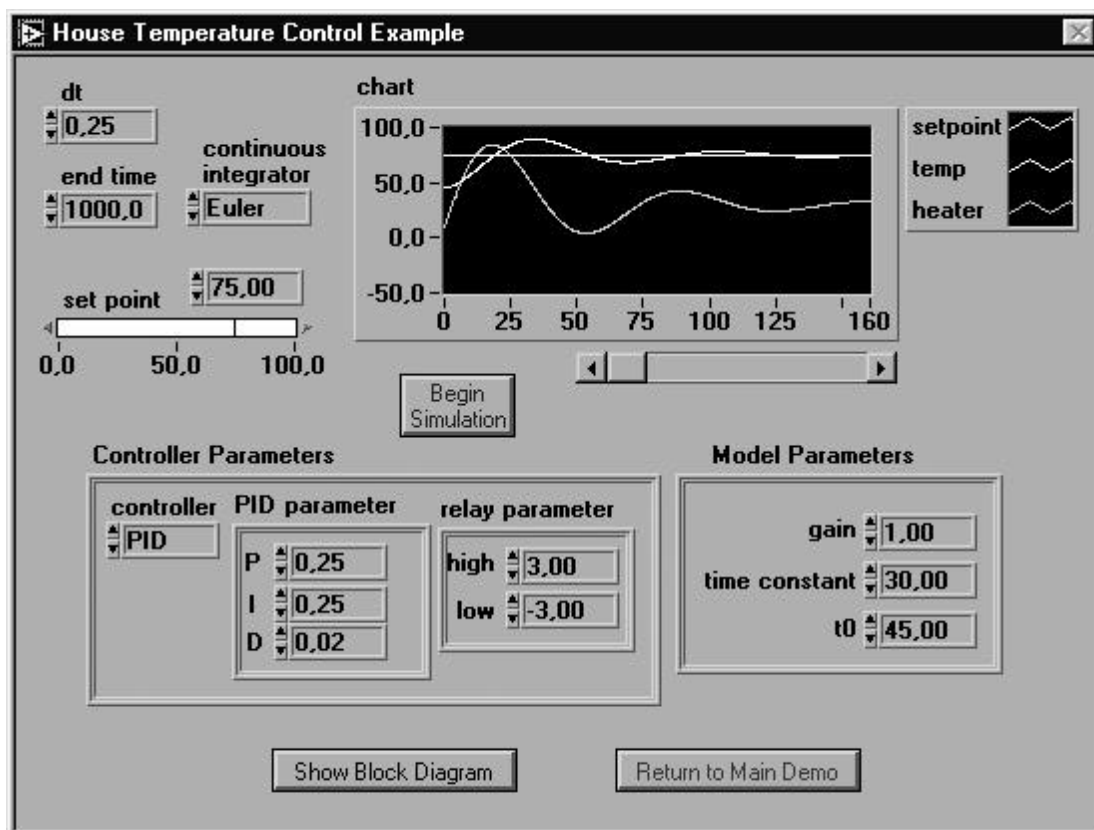 House Temperature Control Example
dt
0,25
end time
1000,0
continuous
integrator
Euler
set point
75,00
0,0 50,0 100,0
chart
100,0
50,0
0,0
-50,0
0 25 50 75 100 125 160
setpoint
temp
heater
Begin
Simulation
Controller Parameters
controller
PID
PID parameter
P 0,25
I 0,25
D 0,02
relay parameter
high 3,00
low -3,00
Model Parameters
gain 1,00
time constant 30,00
t0 45,00
Show Block Diagram
Return to Main Demo